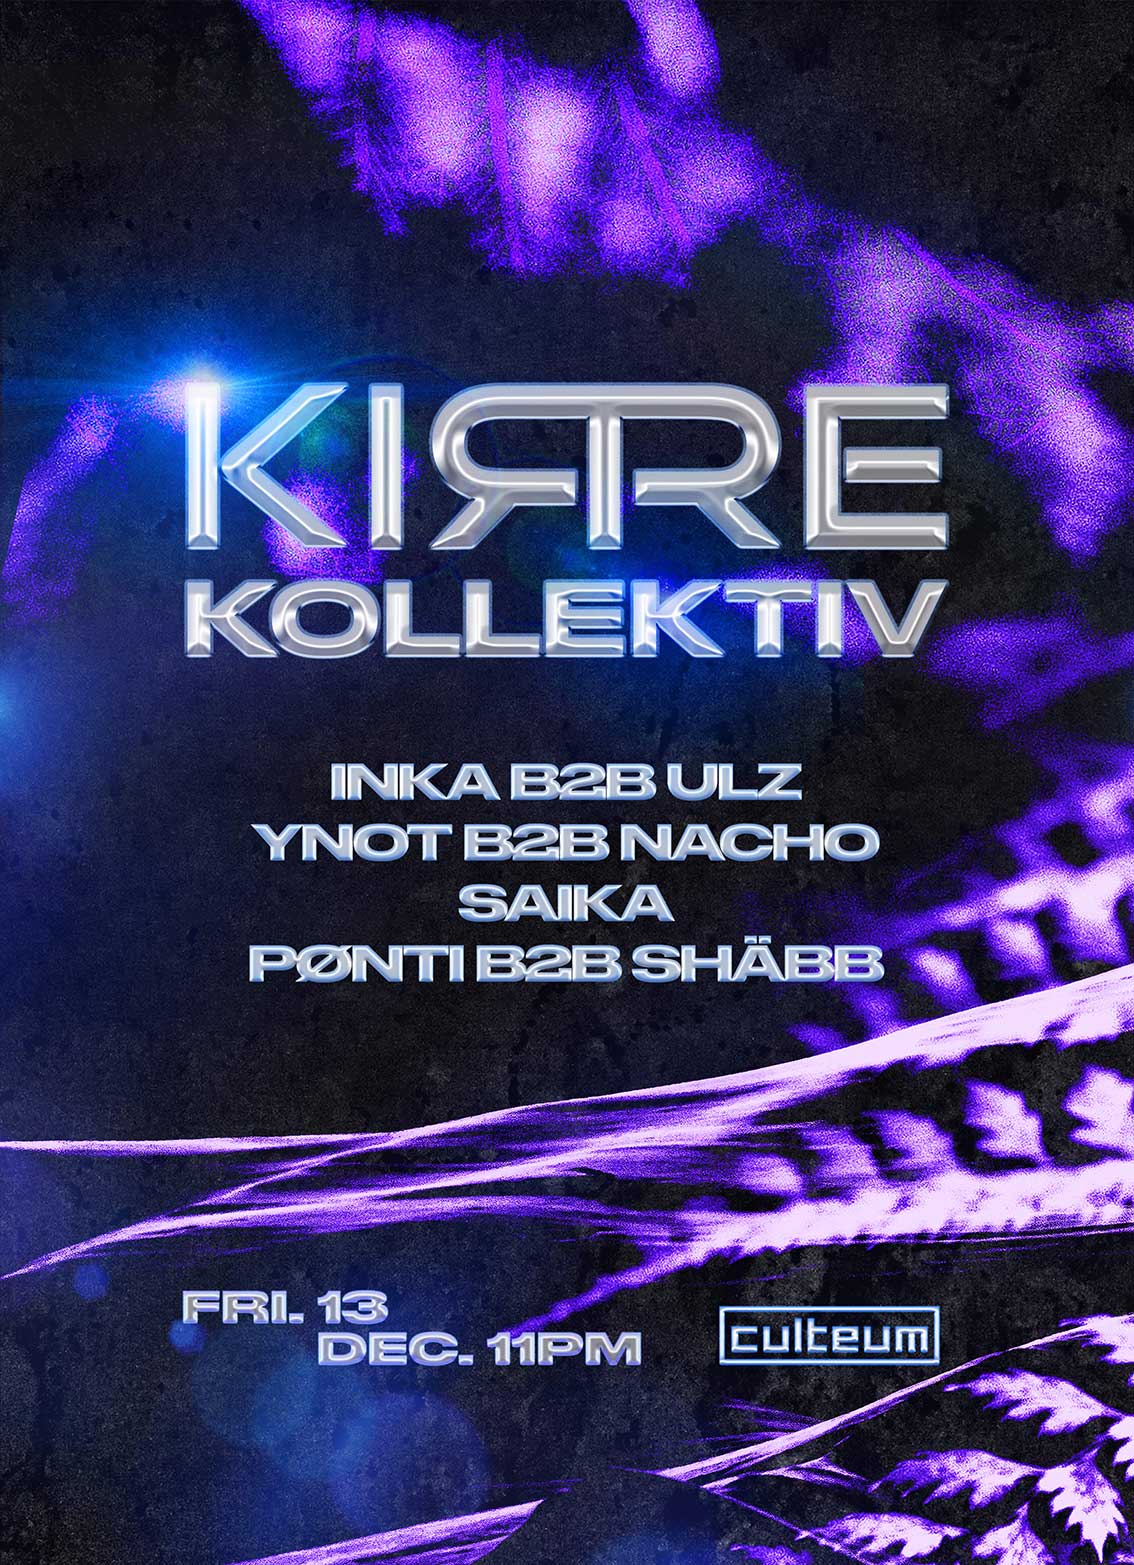 KIRRE
KOLLEKTIV
INKA B2B ULZ
YNOT B2B NACHO
SAIKA
PØNTI B2B SHÄBB
FRI. 13
DEC. 11PM
culteum